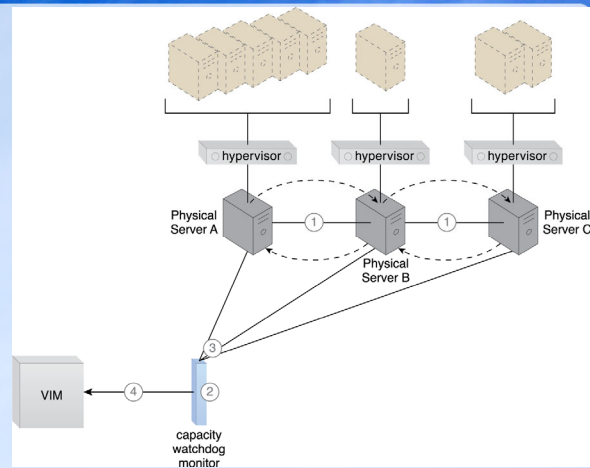 hypervisor
hypervisor
hypervisor
Physical
Server A
1
1
Physical
Server C
Physical
Server B
3
VIM
4
2
capacity
watchdog
monitor